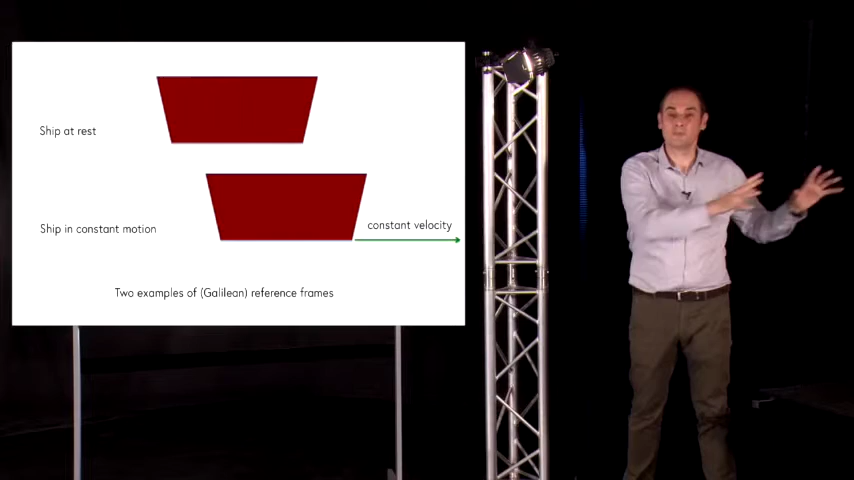 Ship at rest
Ship in constant motion
constant velocity
Two examples of (Galilean) reference frames